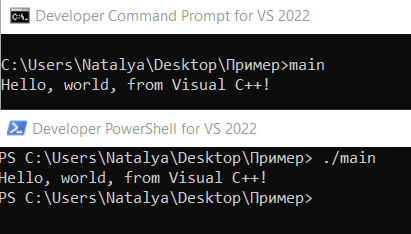 Developer Command Prompt for VS 2022
C:\Users\Natalya\Desktop\Пример>main
Hello, world, from Visual C++!
Developer PowerShell for VS 2022
PS C:\Users\Natalya\Desktop\Пример> ./main
Hello, world, from Visual C++!
PS C:\Users\Natalya\Desktop\Пример>